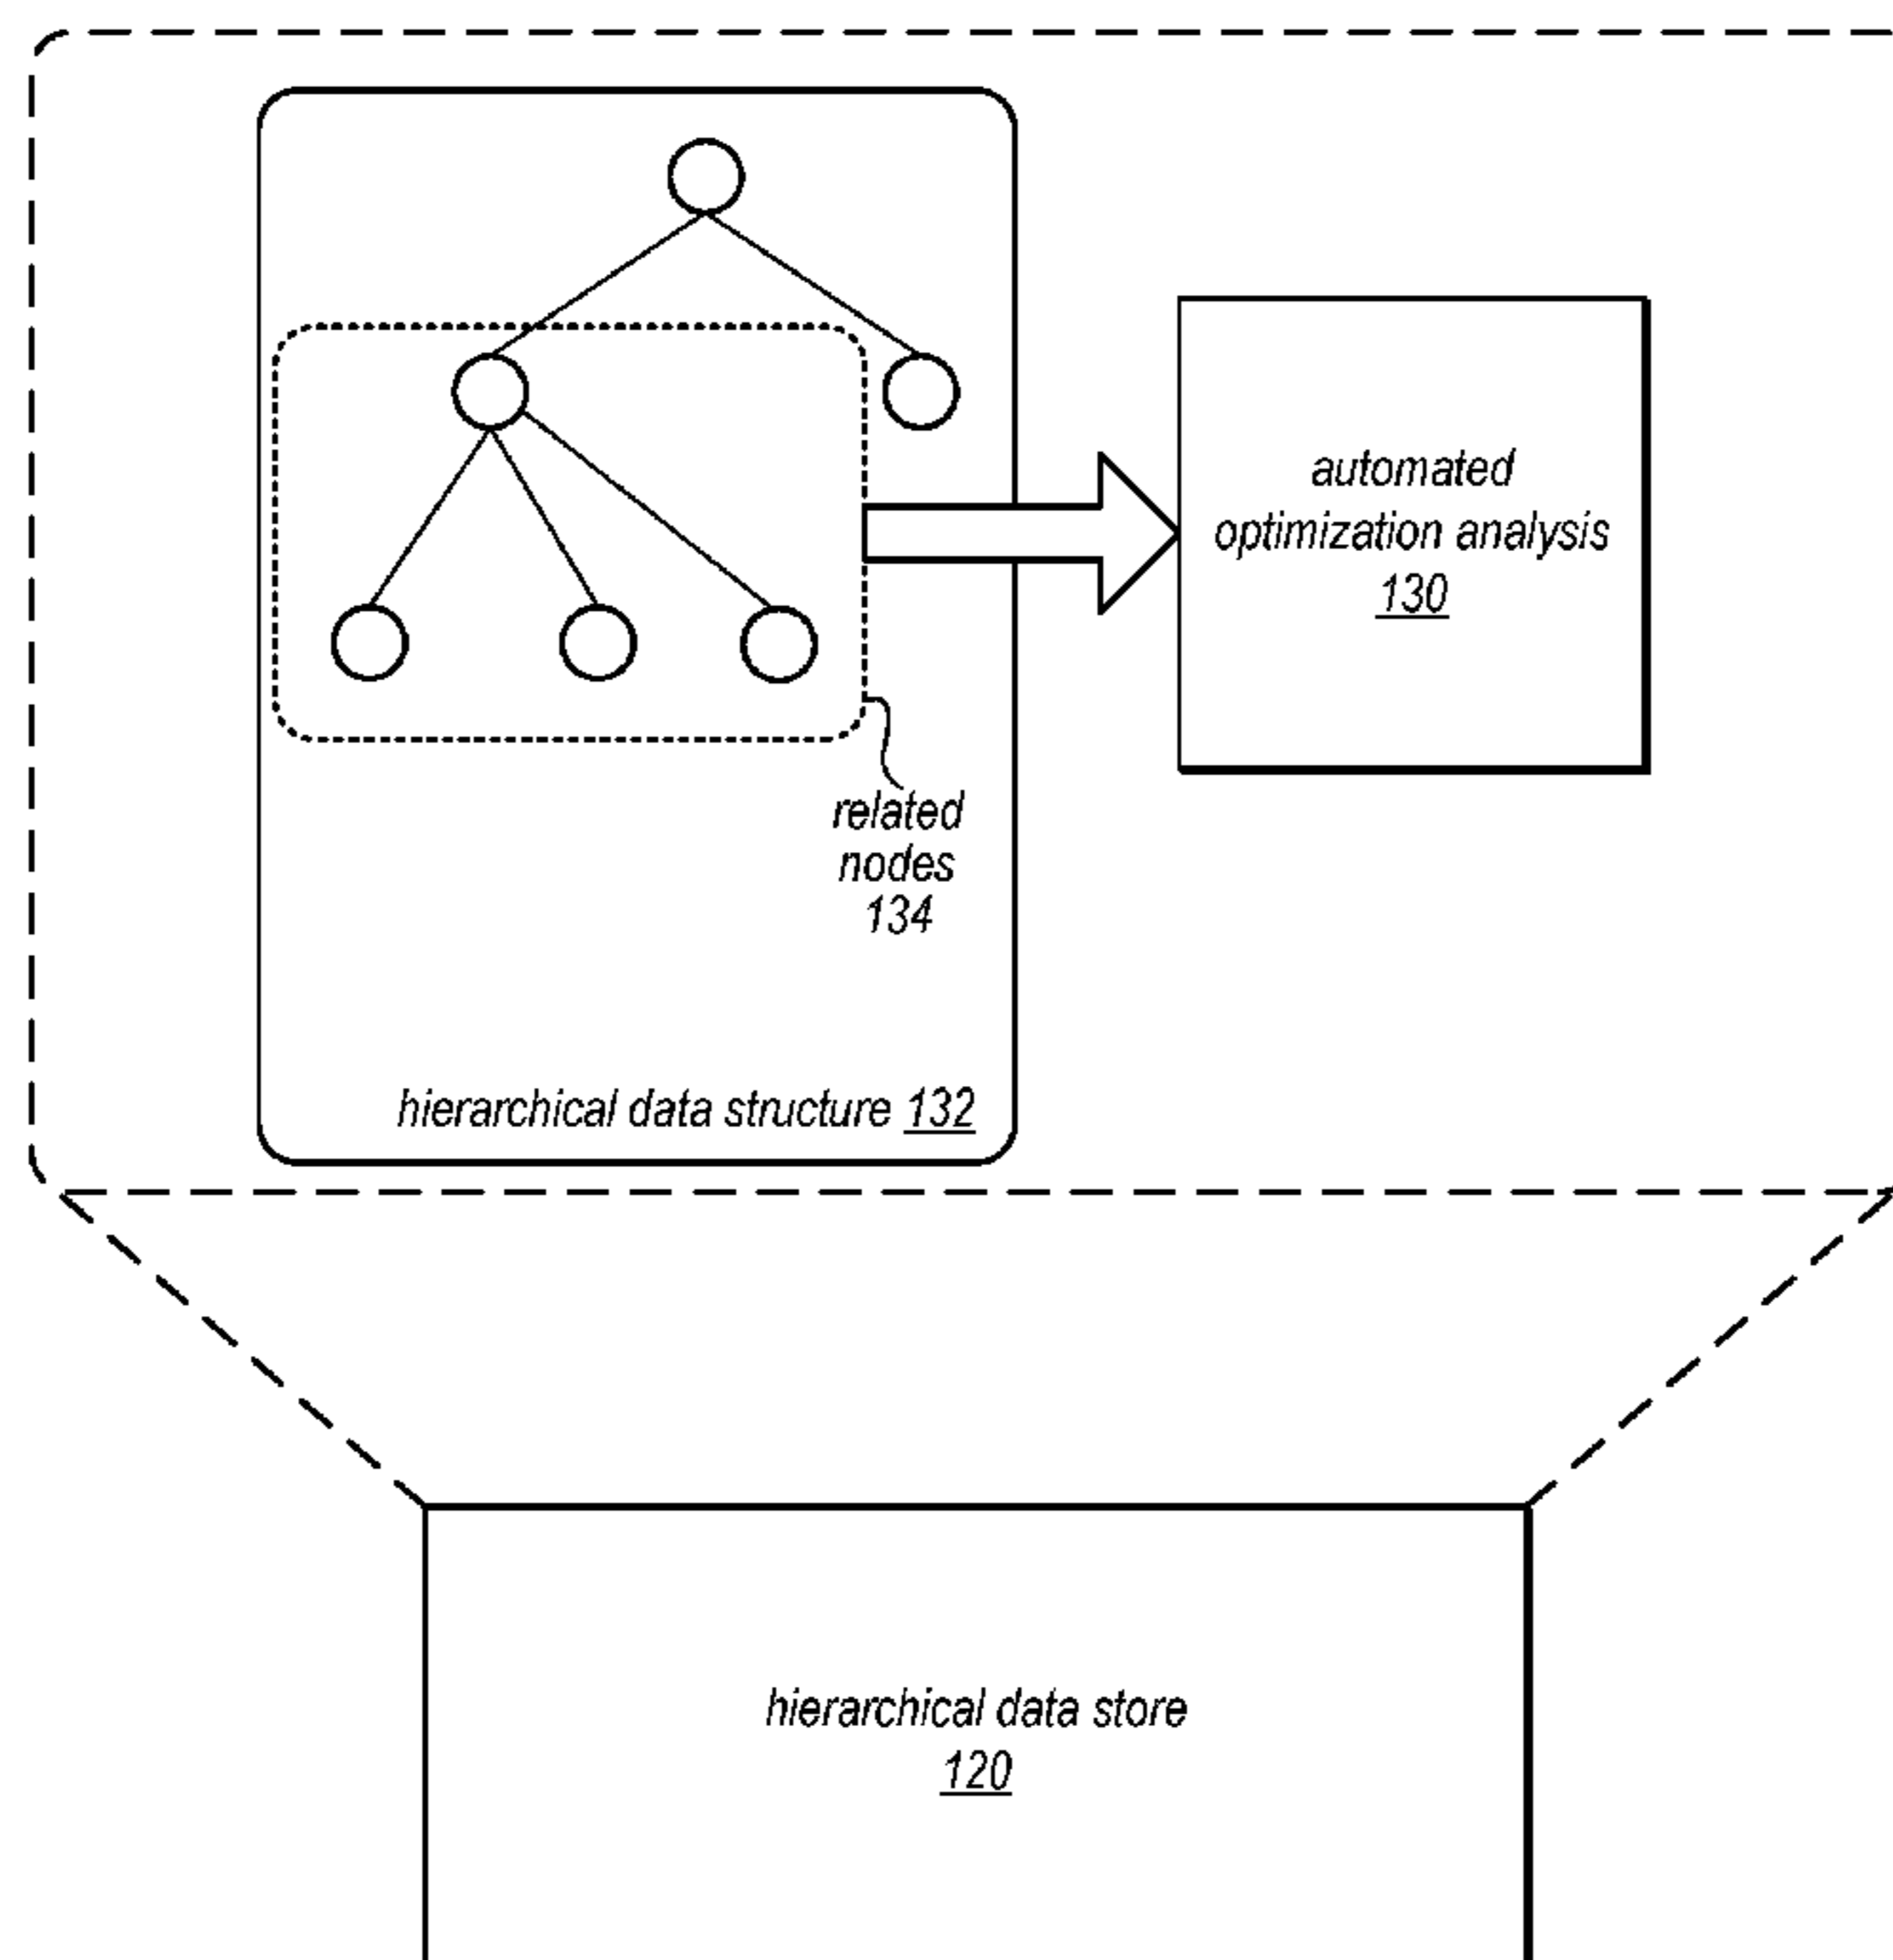 automated
optimization analysis
130
related
nodes
134
hierarchical data structure 132
hierarchical data store
120